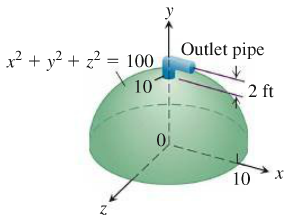 y
Outlet pipe
x² + y² + z² = 100
10
2 ft
0
10
x
z